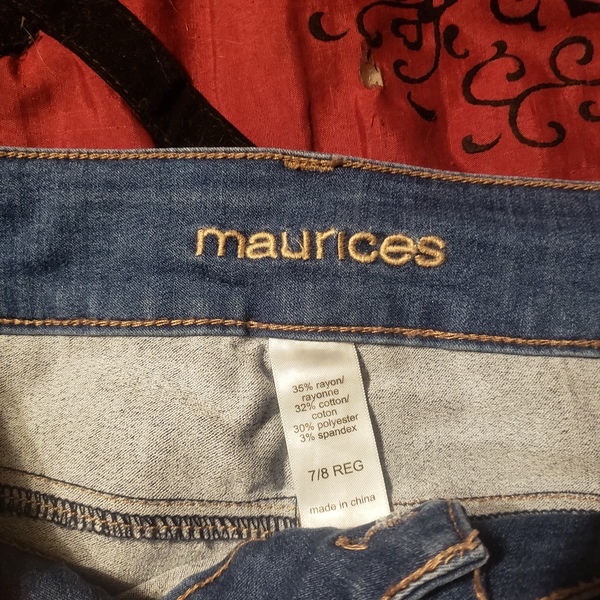 maurices
35% rayon/
rayonne
32% cotton/
coton
30% polyester
3% spandex
7/8 REG
made in china